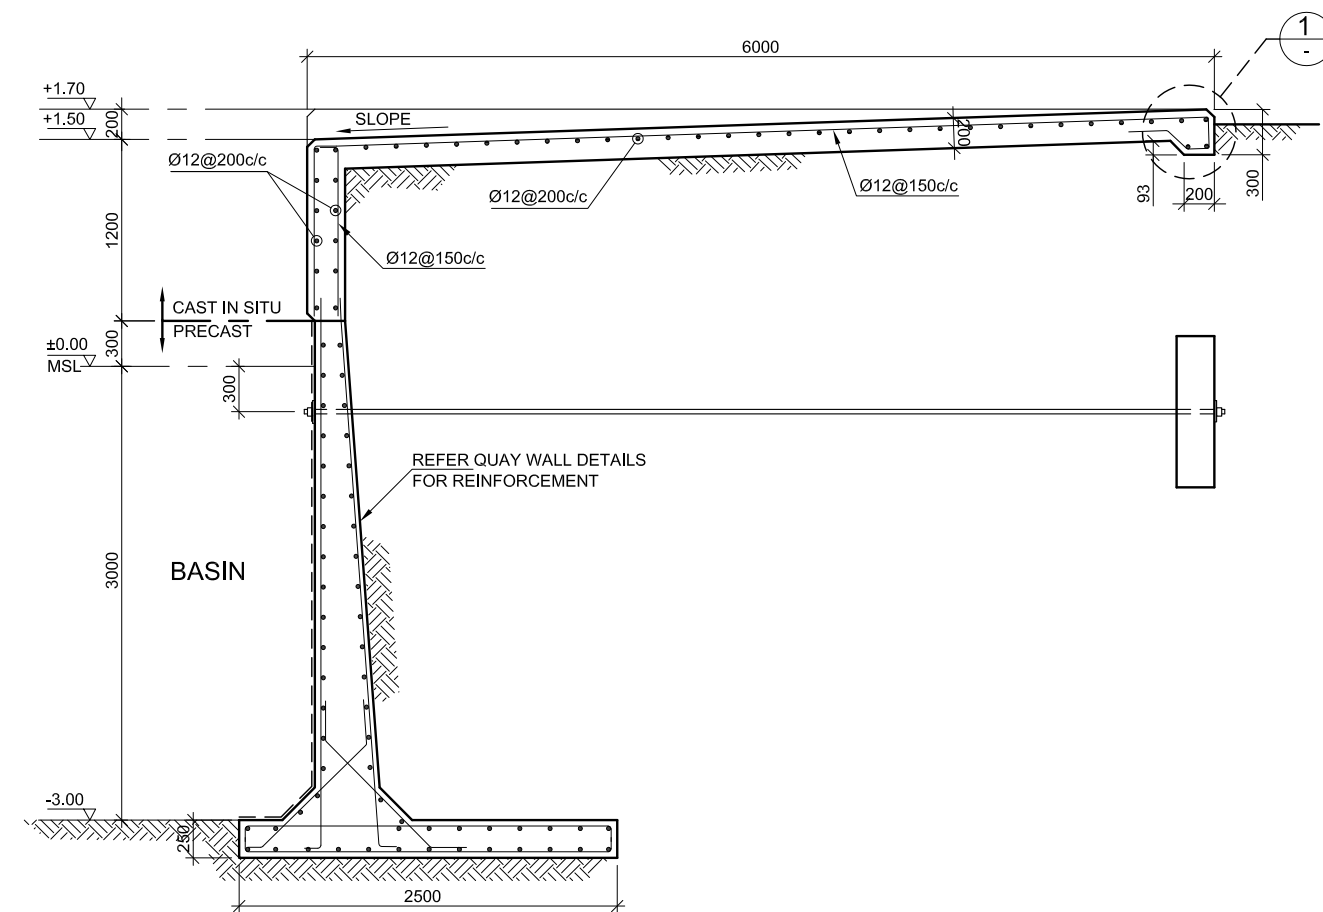 6000
1
-
+1.70
+1.50
200
SLOPE
Ø12@200c/c
200
Ø12@200c/c
Ø12@150c/c
93
200
300
1200
Ø12@150c/c
CAST IN SITU
PRECAST
300
±0.00
MSL
300
REFER QUAY WALL DETAILS
FOR REINFORCEMENT
3000
BASIN
-3.00
250
2500